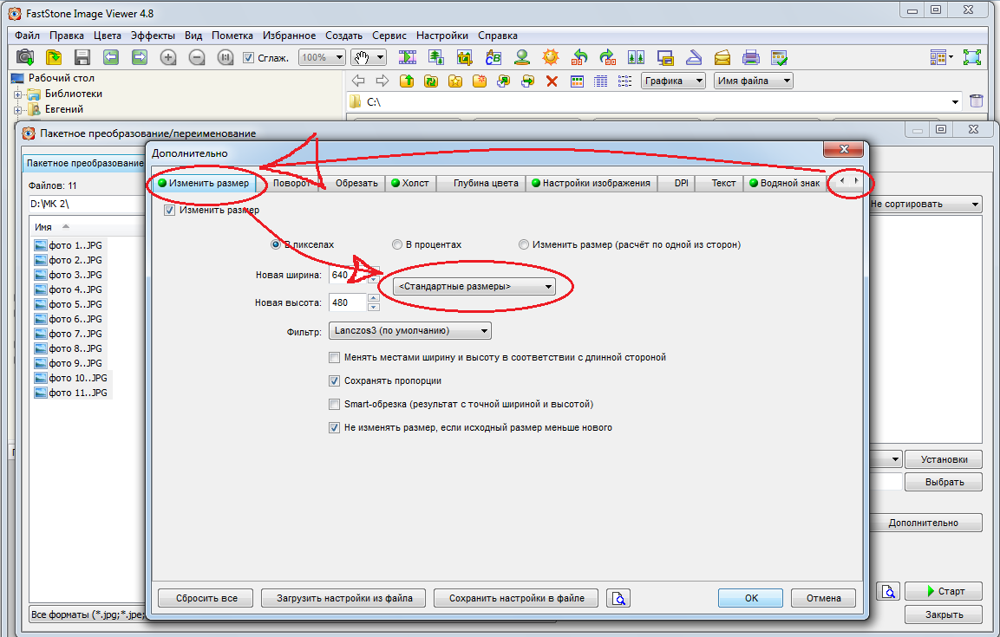 FastStone Image Viewer 4.8
Файл Правка Цвета Эффекты Вид Пометка Избранное Создать Сервис Настройки Справка
Сглаж. 100%
Рабочий стол
Библиотеки
Евгений
Графика Имя файла
C:\
Пакетное преобразование/переименование
Пакетное преобразование
Файлов: 11
D:\МК 2\
Имя
фото 1..JPG
фото 2..JPG
фото 3..JPG
фото 4..JPG
фото 5..JPG
фото 6..JPG
фото 7..JPG
фото 8..JPG
фото 9..JPG
фото 10..JPG
фото 11..JPG
Все форматы (*.jpg;*.jpe;
Дополнительно
Изменить размер Поворот Обрезать Холст Глубина цвета Настройки изображения DPI Текст Водяной знак
Изменить размер
В пикселах В процентах Изменить размер (расчёт по одной из сторон)
Новая ширина: 640
<Стандартные размеры>
Новая высота: 480
Фильтр: Lanczos3 (по умолчанию)
Менять местами ширину и высоту в соответствии с длинной стороной
Сохранять пропорции
Smart-обрезка (результат с точной шириной и высотой)
Не изменять размер, если исходный размер меньше нового
Сбросить все Загрузить настройки из файла Сохранить настройки в файле OK Отмена
Не сортировать
Установки
Выбрать
Дополнительно
Старт
Закрыть